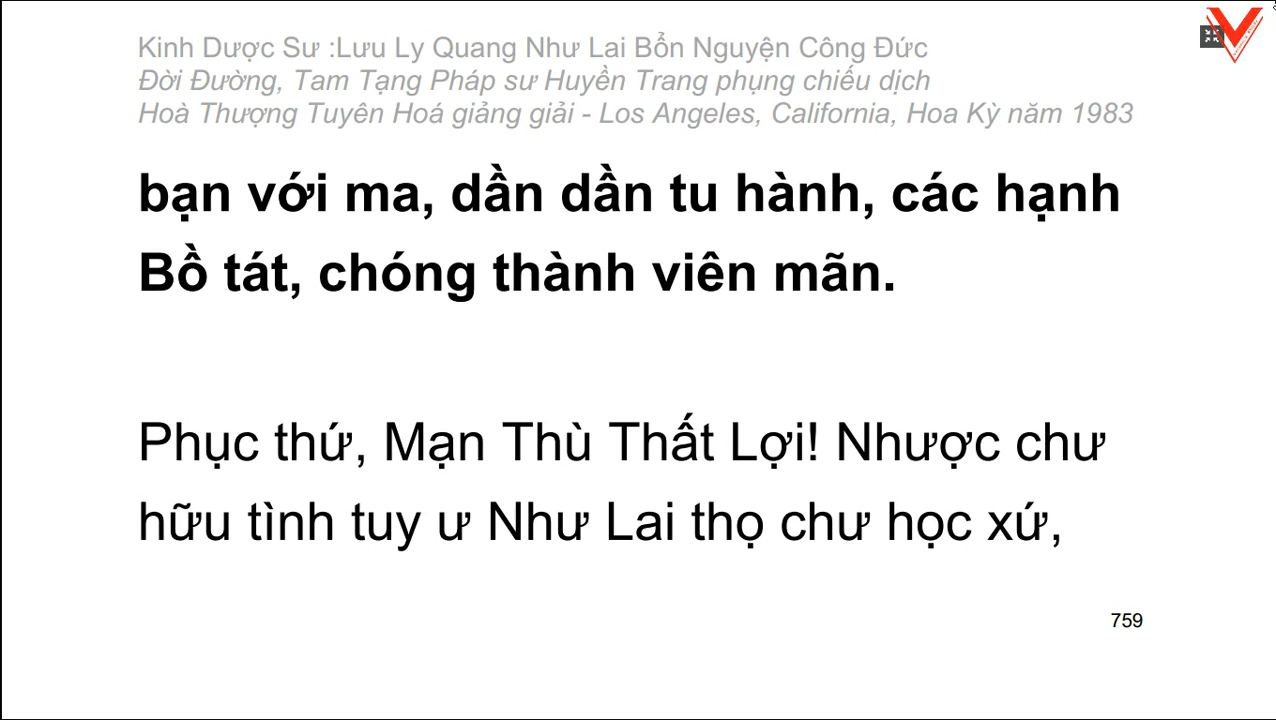 Kinh Dược Sư :Lưu Ly Quang Như Lai Bổn Nguyện Công Đức
Đời Đường, Tam Tạng Pháp sư Huyền Trang phụng chiếu dịch
Hoà Thượng Tuyên Hoá giảng giải - Los Angeles, California, Hoa Kỳ năm 1983
bạn với ma, dần dần tu hành, các hạnh
Bồ tát, chóng thành viên mãn.
Phục thứ, Mạn Thù Thất Lợi! Nhược chư
hữu tình tuy ư Như Lai thọ chư học xứ,
759